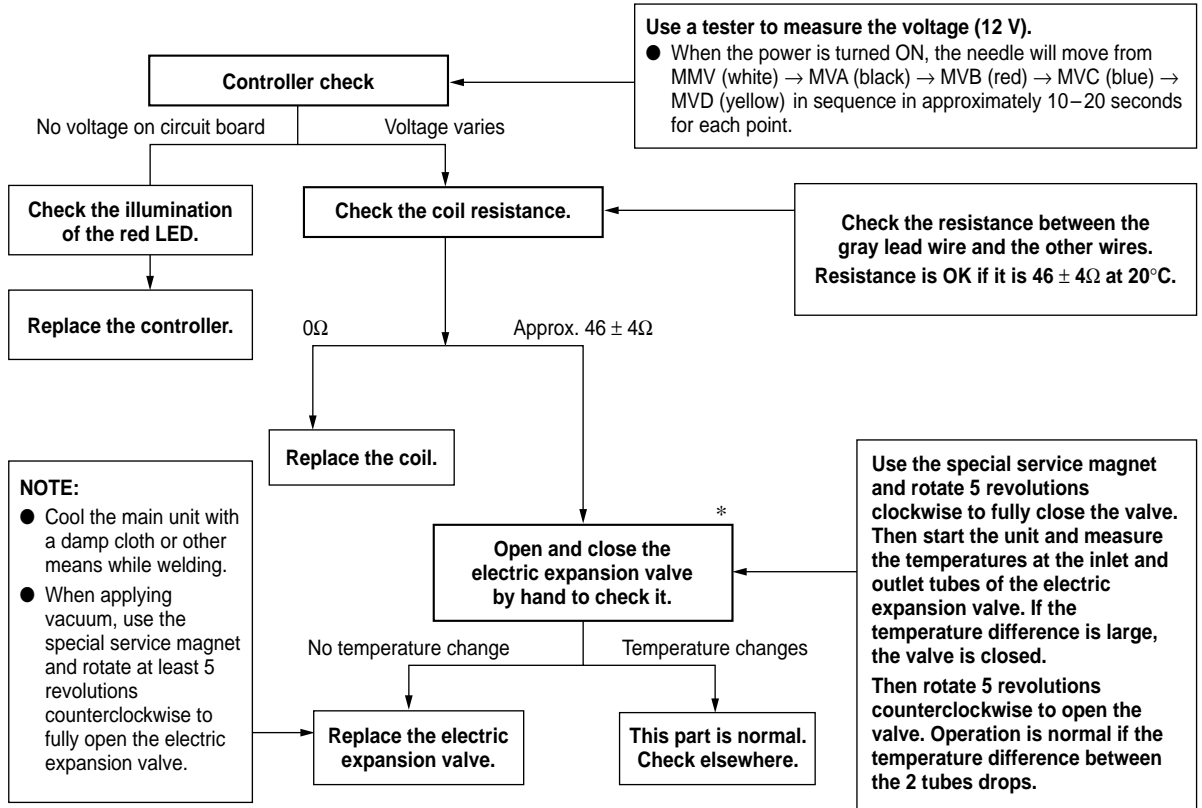 Use a tester to measure the voltage (12 V).
● When the power is turned ON, the needle will move from
MMV (white) → MVA (black) → MVB (red) → MVC (blue) →
MVD (yellow) in sequence in approximately 10–20 seconds
for each point.
Controller check
No voltage on circuit board
Voltage varies
Check the illumination
of the red LED.
Check the coil resistance.
Check the resistance between the
gray lead wire and the other wires.
Resistance is OK if it is 46 ± 4Ω at 20°C.
Replace the controller.
0Ω
Approx. 46 ± 4Ω
Replace the coil.
NOTE:
● Cool the main unit with
a damp cloth or other
means while welding.
● When applying
vacuum, use the
special service magnet
and rotate at least 5
revolutions
counterclockwise to
fully open the electric
expansion valve.
*
Open and close the
electric expansion valve
by hand to check it.
Use the special service magnet
and rotate 5 revolutions
clockwise to fully close the valve.
Then start the unit and measure
the temperatures at the inlet and
outlet tubes of the electric
expansion valve. If the
temperature difference is large,
the valve is closed.
Then rotate 5 revolutions
counterclockwise to open the
valve. Operation is normal if the
temperature difference between
the 2 tubes drops.
No temperature change
Temperature changes
Replace the electric
expansion valve.
This part is normal.
Check elsewhere.